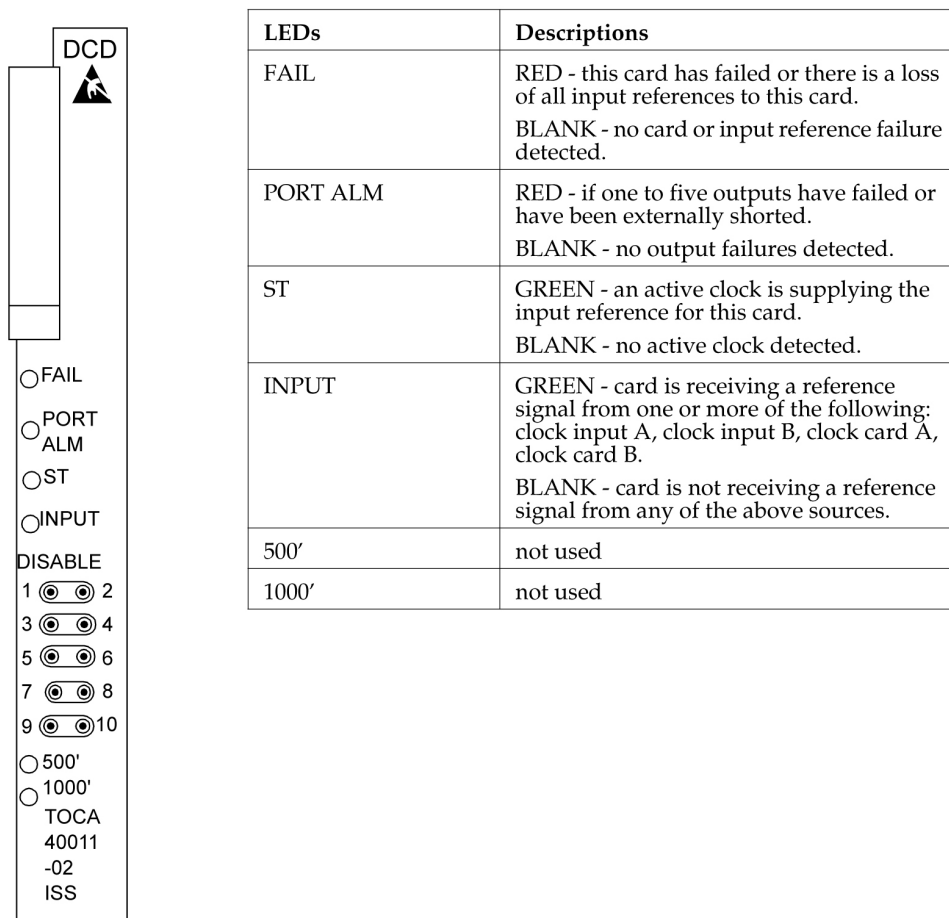 DCD
FAIL
PORT
ALM
ST
INPUT
DISABLE
1 2
3 4
5 6
7 8
9 10
500'
1000'
TOCA
40011
-02
ISS
LEDs Descriptions
FAIL RED - this card has failed or there is a loss
of all input references to this card.
BLANK - no card or input reference failure
detected.
PORT ALM RED - if one to five outputs have failed or
have been externally shorted.
BLANK - no output failures detected.
ST GREEN - an active clock is supplying the
input reference for this card.
BLANK - no active clock detected.
INPUT GREEN - card is receiving a reference
signal from one or more of the following:
clock input A, clock input B, clock card A,
clock card B.
BLANK - card is not receiving a reference
signal from any of the above sources.
500′ not used
1000′ not used